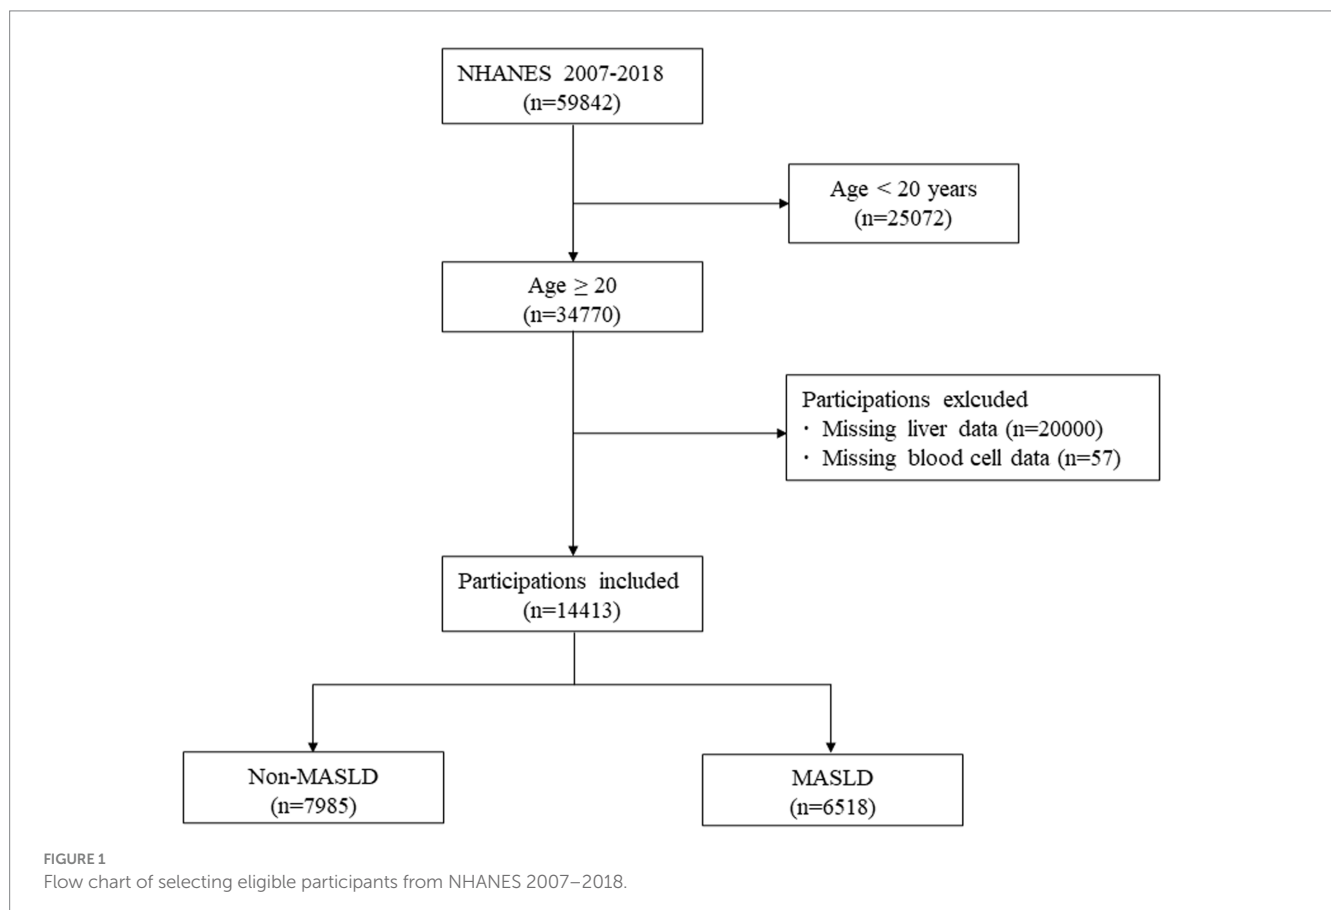 NHANES 2007-2018
(n=59842)
Age < 20 years
(n=25072)
Age ≥ 20
(n=34770)
Participations exlcuded
· Missing liver data (n=20000)
· Missing blood cell data (n=57)
Participations included
(n=14413)
Non-MASLD
(n=7985)
MASLD
(n=6518)
FIGURE 1
Flow chart of selecting eligible participants from NHANES 2007–2018.